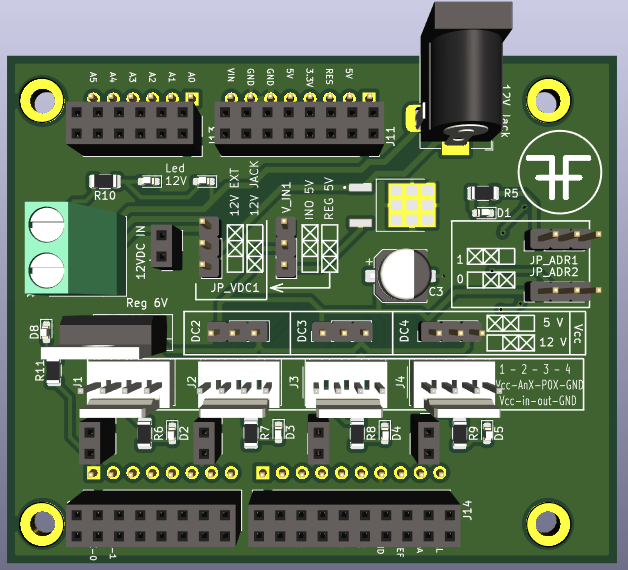 A5 A4 A3 A2 A1 A0
VIN GND GND 5V 3.3V RES 5V
12V Jack
J11
Led
12V
R10
12V EXT
12V JACK
V_IN1
INO 5V
REG 5V
R5
D1
12VDC IN
JP_VDC1
C3
1
0
JP_ADR1
JP_ADR2
Reg 6V
D8
DC2
DC3
DC4
5 V
12 V
Vcc
R11
J1
J2
J3
J4
1 - 2 - 3 - 4
Vcc-AnX-POX-GND
Vcc-in-out-GND
R6
D2
R7
D3
R8
D4
R9
D5
J14